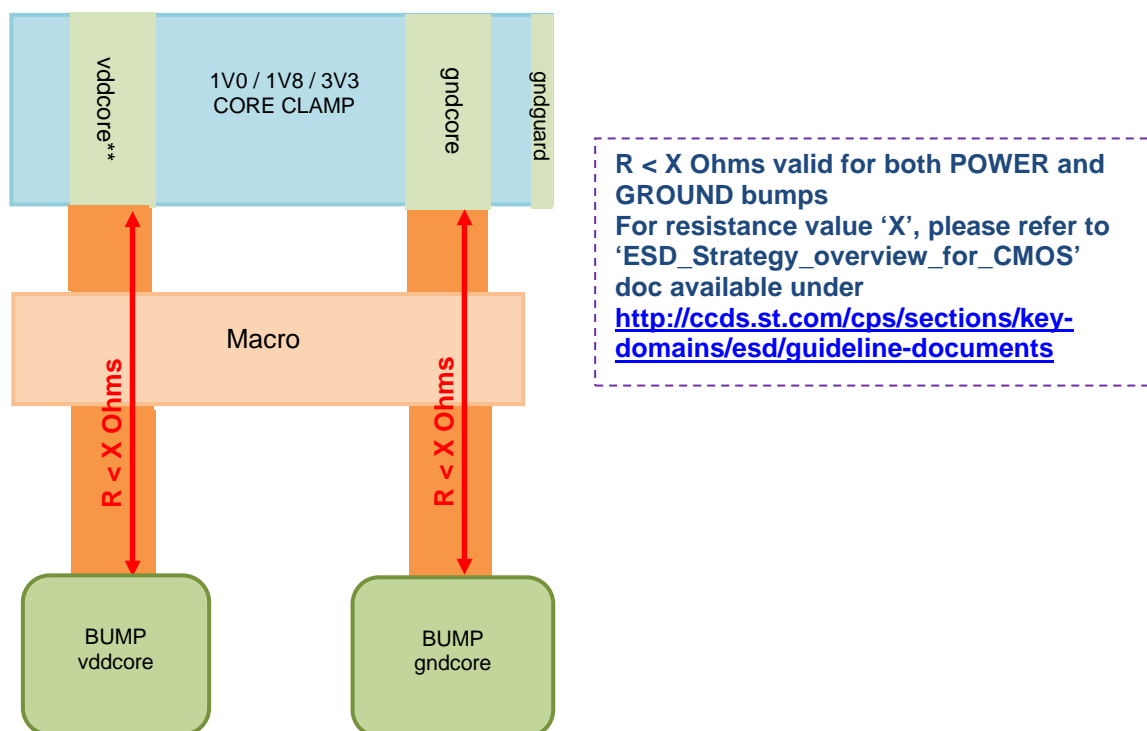 vddcore**
1V0 / 1V8 / 3V3
CORE CLAMP
gndcore
gndguard
R < X Ohms valid for both POWER and
GROUND bumps
For resistance value ‘X’, please refer to
‘ESD_Strategy_overview_for_CMOS’
doc available under
http://ccds.st.com/cps/sections/key-
domains/esd/guideline-documents
Macro
R < X Ohms
R < X Ohms
BUMP
vddcore
BUMP
gndcore